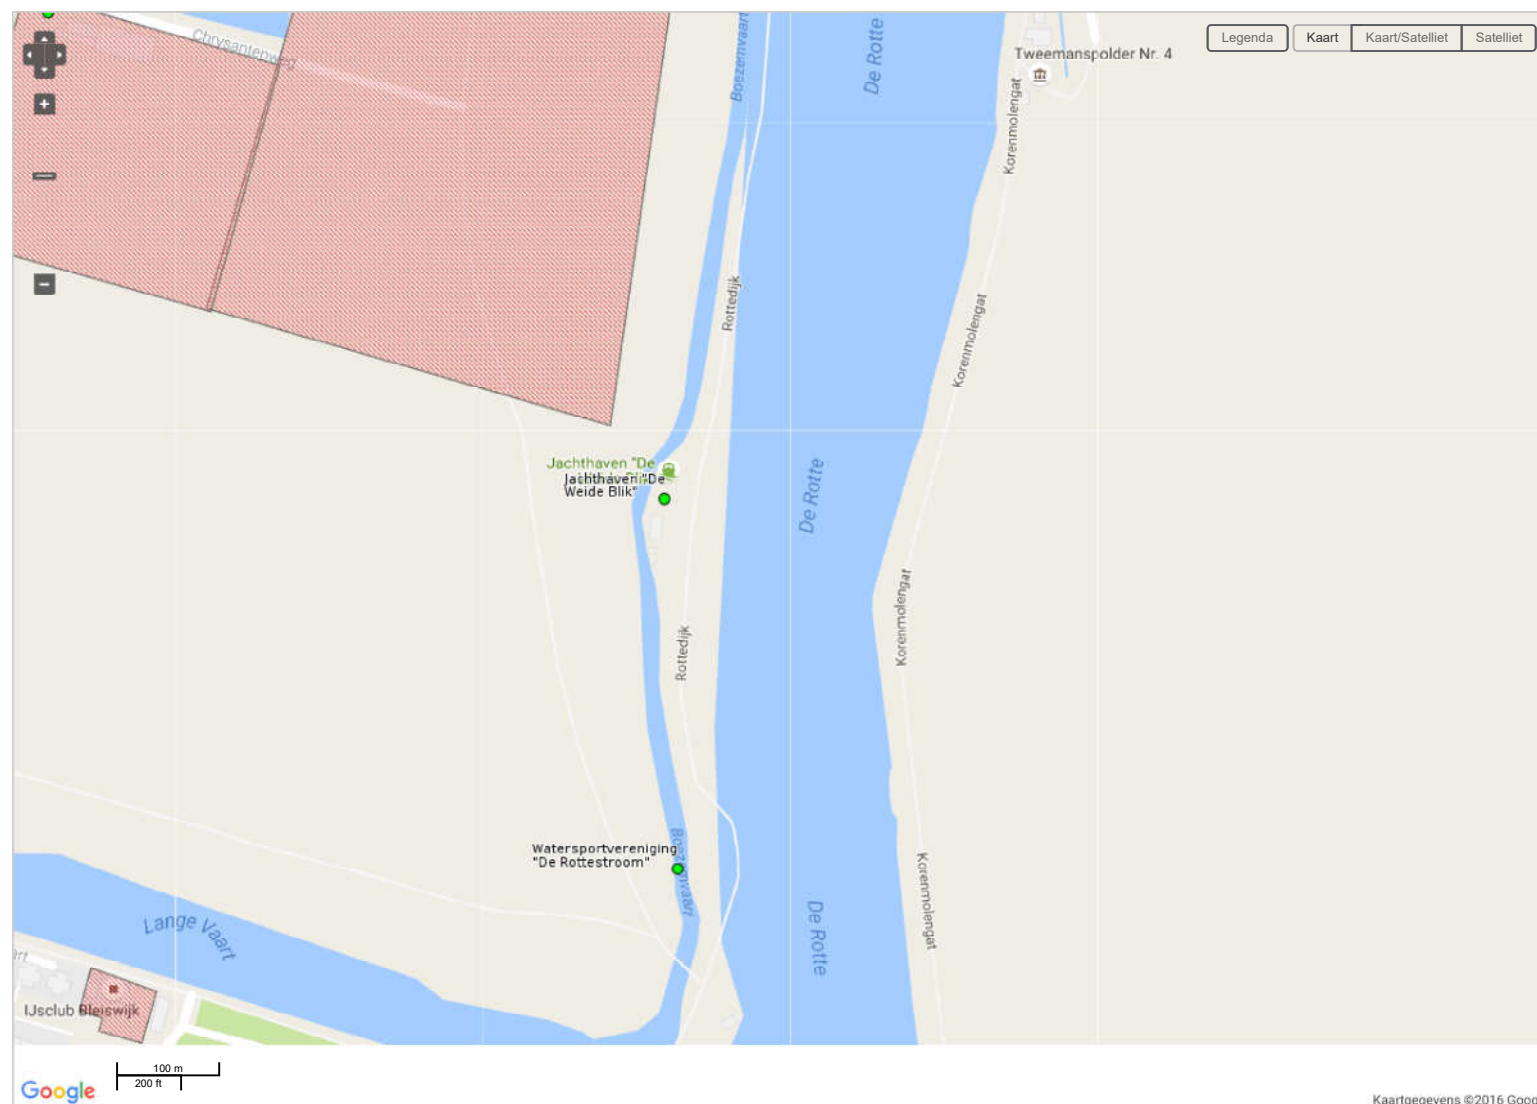 Legenda
Kaart
Kaart/Satelliet
Satelliet
Chrysantenweg
Boezemvaart
De Rotte
Tweemanspolder Nr. 4
Korenmolengat
Rottedijk
Korenmolengat
Jachthaven "De
Jachthaven "De
Weide Blik"
De Rotte
Korenmolengat
Rottedijk
Watersportvereniging
"De Rottestroom"
Boezemvaart
Korenmolengat
De Rotte
Lange Vaart
IJsclub Bleiswijk
100 m
200 ft
Google
Kaartgegevens ©2016 Goog